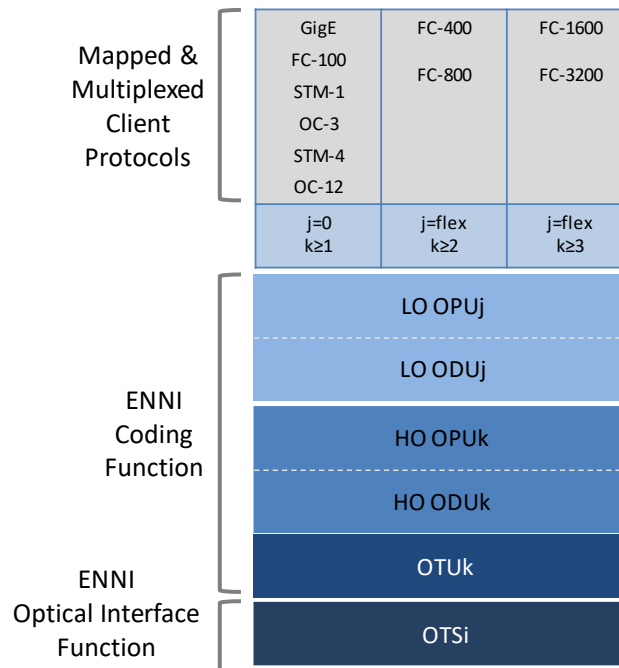 Mapped &
Multiplexed
Client
Protocols
GigE
FC-100
STM-1
OC-3
STM-4
OC-12
FC-400
FC-800
FC-1600
FC-3200
j=0
k≥1
j=flex
k≥2
j=flex
k≥3
ENNI
Coding
Function
LO OPUj
LO ODUj
HO OPUk
HO ODUk
OTUk
ENNI
Optical Interface
Function
OTSi